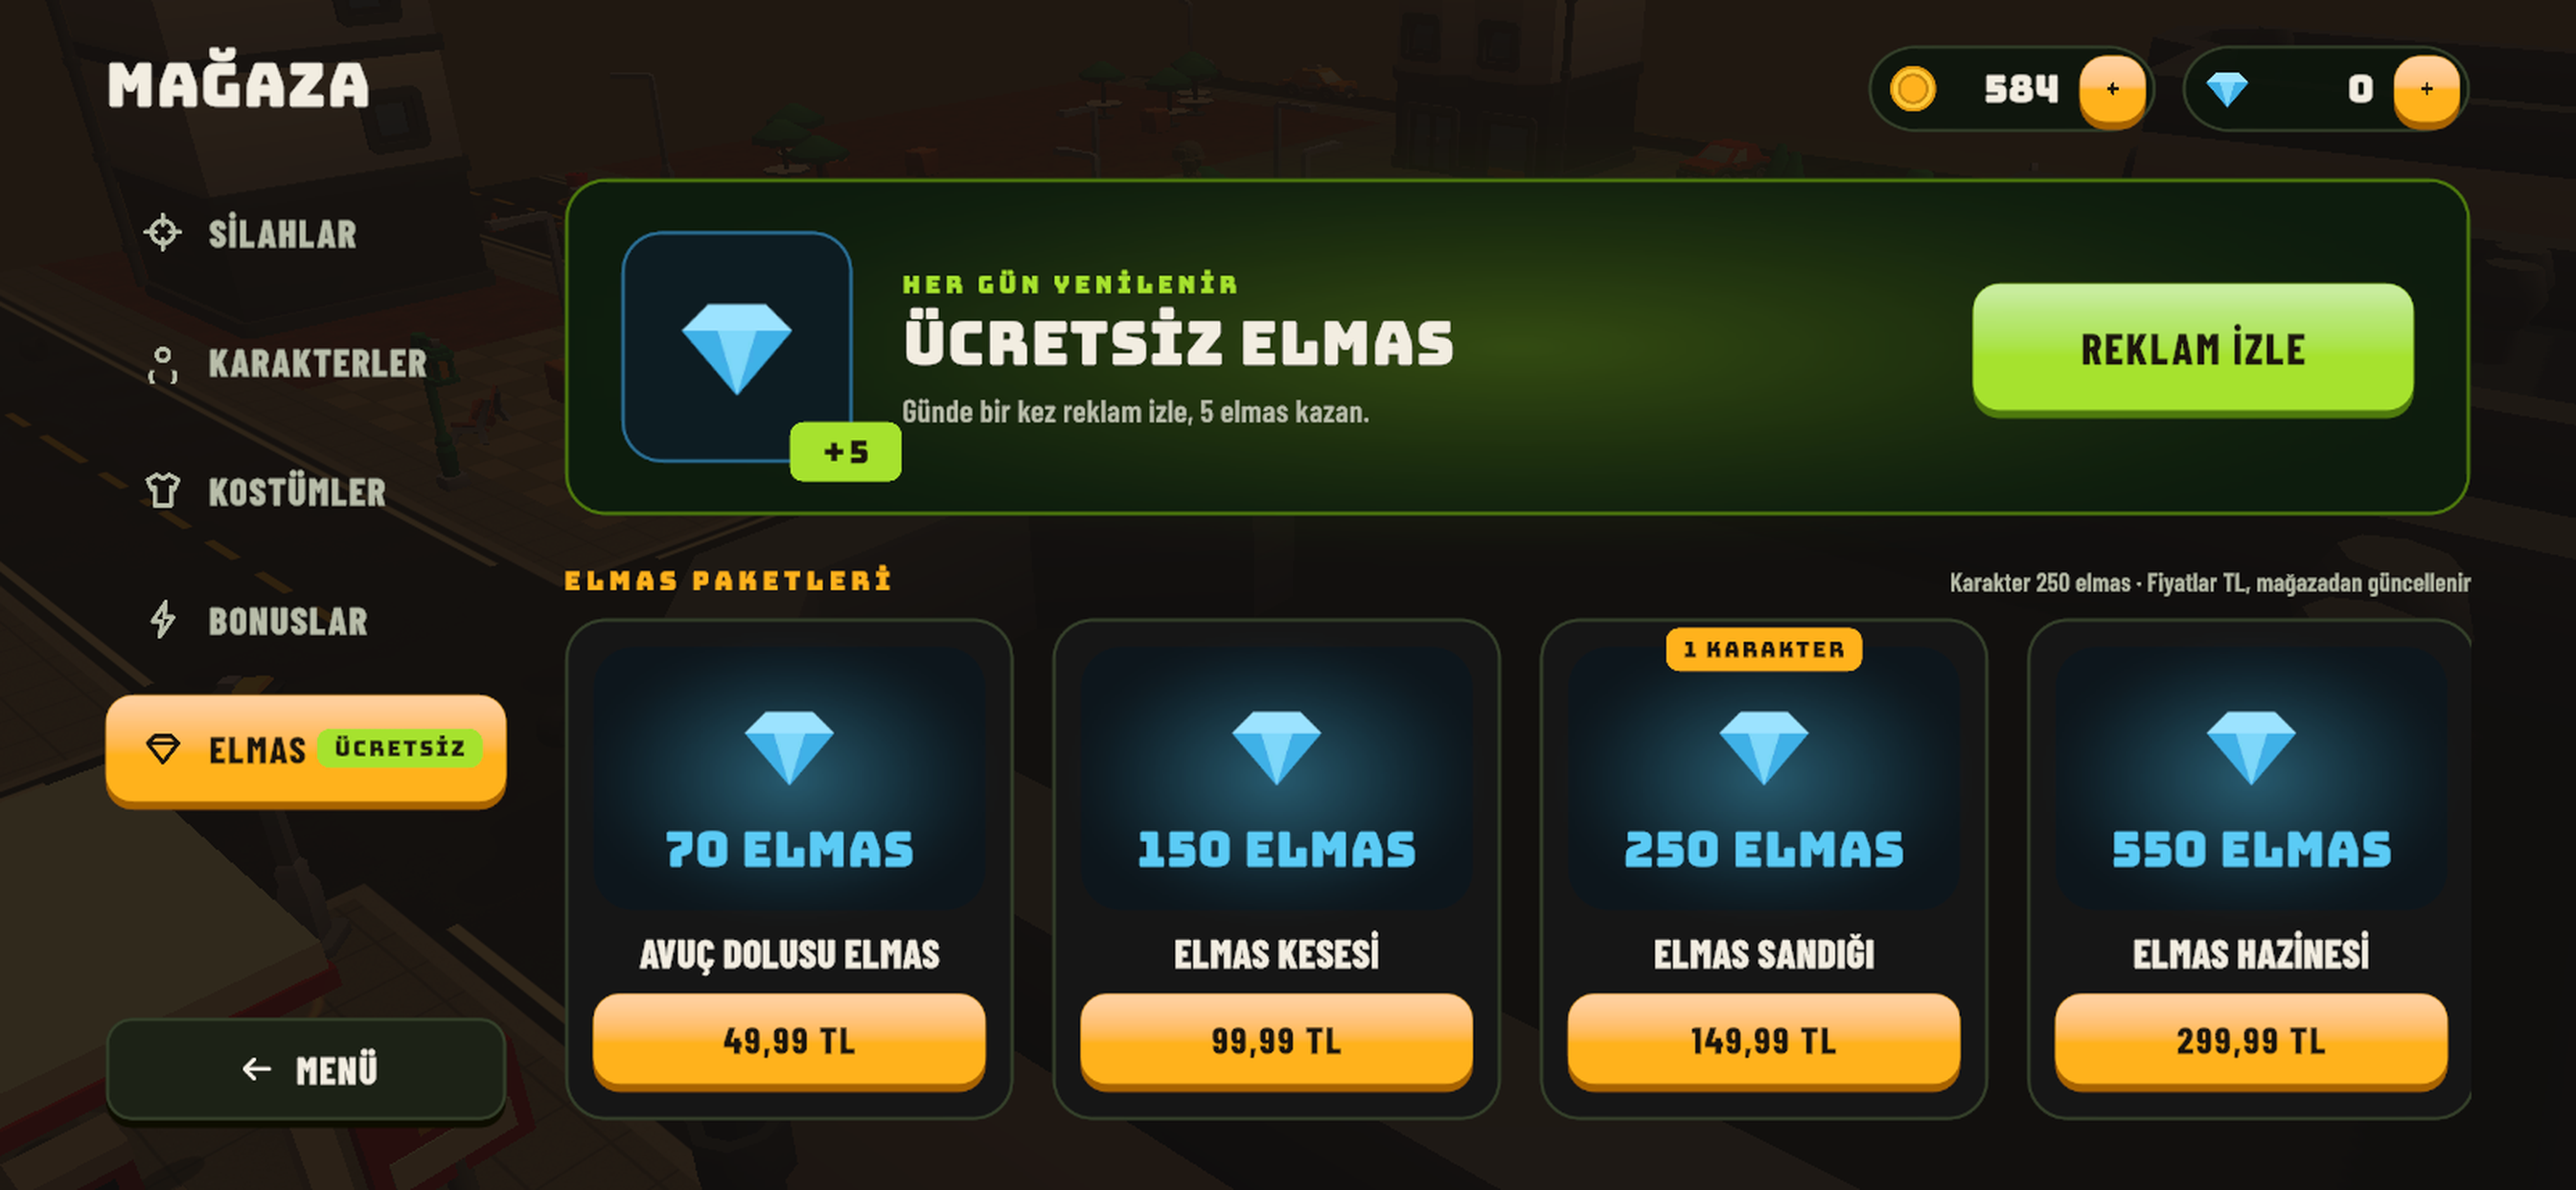 MAĞAZA
584 +
0 +
SİLAHLAR
KARAKTERLER
KOSTÜMLER
BONUSLAR
ELMAS ÜCRETSİZ
← MENÜ
HER GÜN YENİLENİR
ÜCRETSİZ ELMAS
Günde bir kez reklam izle, 5 elmas kazan.
+5
REKLAM İZLE
ELMAS PAKETLERİ
Karakter 250 elmas · Fiyatlar TL, mağazadan güncellenir
70 ELMAS
AVUÇ DOLUSU ELMAS
49,99 TL
150 ELMAS
ELMAS KESESİ
99,99 TL
1 KARAKTER
250 ELMAS
ELMAS SANDIĞI
149,99 TL
550 ELMAS
ELMAS HAZİNESİ
299,99 TL